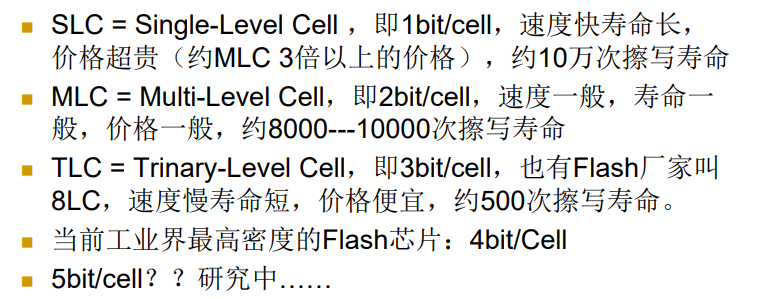 SLC = Single-Level Cell ，即1bit/cell，速度快寿命长，
价格超贵（约MLC 3倍以上的价格），约10万次擦写寿命
MLC = Multi-Level Cell，即2bit/cell，速度一般，寿命一
般，价格一般，约8000---10000次擦写寿命
TLC = Trinary-Level Cell，即3bit/cell，也有Flash厂家叫
8LC，速度慢寿命短，价格便宜，约500次擦写寿命。
当前工业界最高密度的Flash芯片：4bit/Cell
5bit/cell？？研究中……